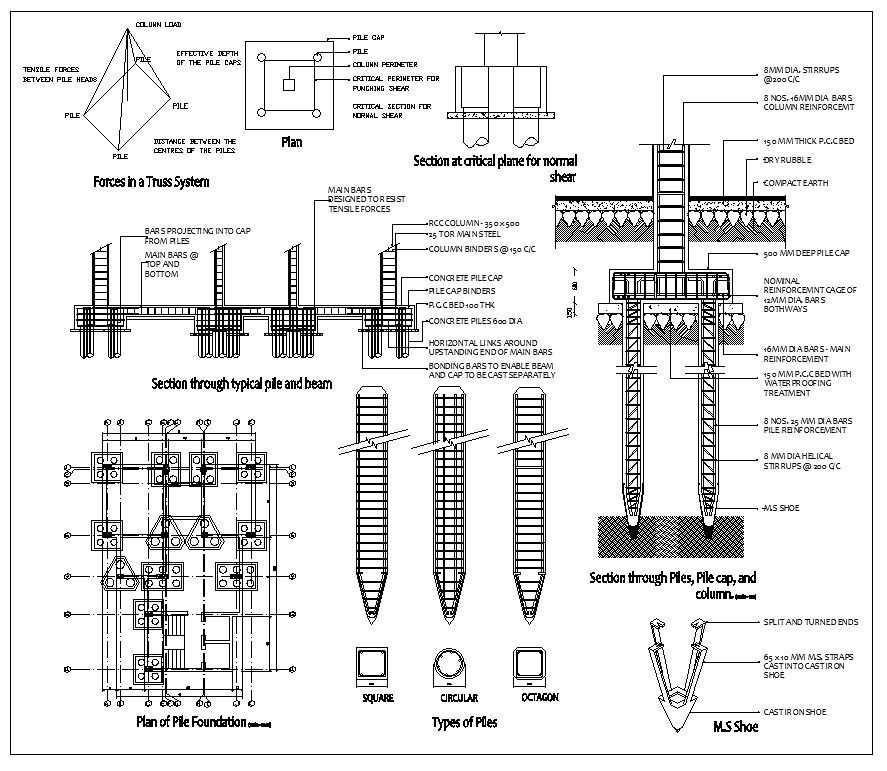 COLUMN LOAD
PILE
TENSILE FORCES
BETWEEN PILE HEADS
PILE
PILE
PILE
DISTANCE BETWEEN THE
CENTRES OF THE PILES
Forces in a Truss System
EFFECTIVE DEPTH
OF THE PILE CAPS
PILE CAP
PILE
COLUMN PERIMETER
CRITICAL PERIMETER FOR
PUNCHING SHEAR
CRITICAL SECTION FOR
NORMAL SHEAR
Plan
Section at critical plane for normal
shear
8MM DIA. STIRRUPS
@200 C/C
8 NOS. 16MM DIA BARS
COLUMN REINFORCEMT
150 MM THICK P.C.C BED
DRY RUBBLE
COMPACT EARTH
500 MM DEEP PILE CAP
NOMINAL
REINFORCEMNT CAGE OF
12MM DIA. BARS
BOTHWAYS
16MM DIA BARS - MAIN
REINFORCEMENT
150 MM P.C.C BED WITH
WATERPROOFING
TREATMENT
8 NOS. 25 MM DIA BARS
PILE REINFORCEMENT
8 MM DIA HELICAL
STIRRUPS @ 200 C/C
M.S SHOE
Section through Piles, Pile cap, and
column.
MAIN BARS
DESIGNED TO RESIST
TENSILE FORCES
BARS PROJECTING INTO CAP
FROM PILES
MAIN BARS @
TOP AND
BOTTOM
RCC COLUMN - 350 x 500
25 TOR MAIN STEEL
COLUMN BINDERS @ 150 C/C
CONCRETE PILE CAP
PILE CAP BINDERS
P.C.C BED 100 THK
CONCRETE PILES 600 DIA
HORIZONTAL LINKS AROUND
UPSTANDING END OF MAIN BARS
BONDING BARS TO ENABLE BEAM
AND CAP TO BE CAST SEPARATELY
Section through typical pile and beam
Plan of Pile Foundation
SQUARE
CIRCULAR
OCTAGON
Types of Piles
SPLIT AND TURNED ENDS
65 x 10 MM M.S. STRAPS
CAST INTO CAST IRON
SHOE
CAST IRON SHOE
M.S Shoe